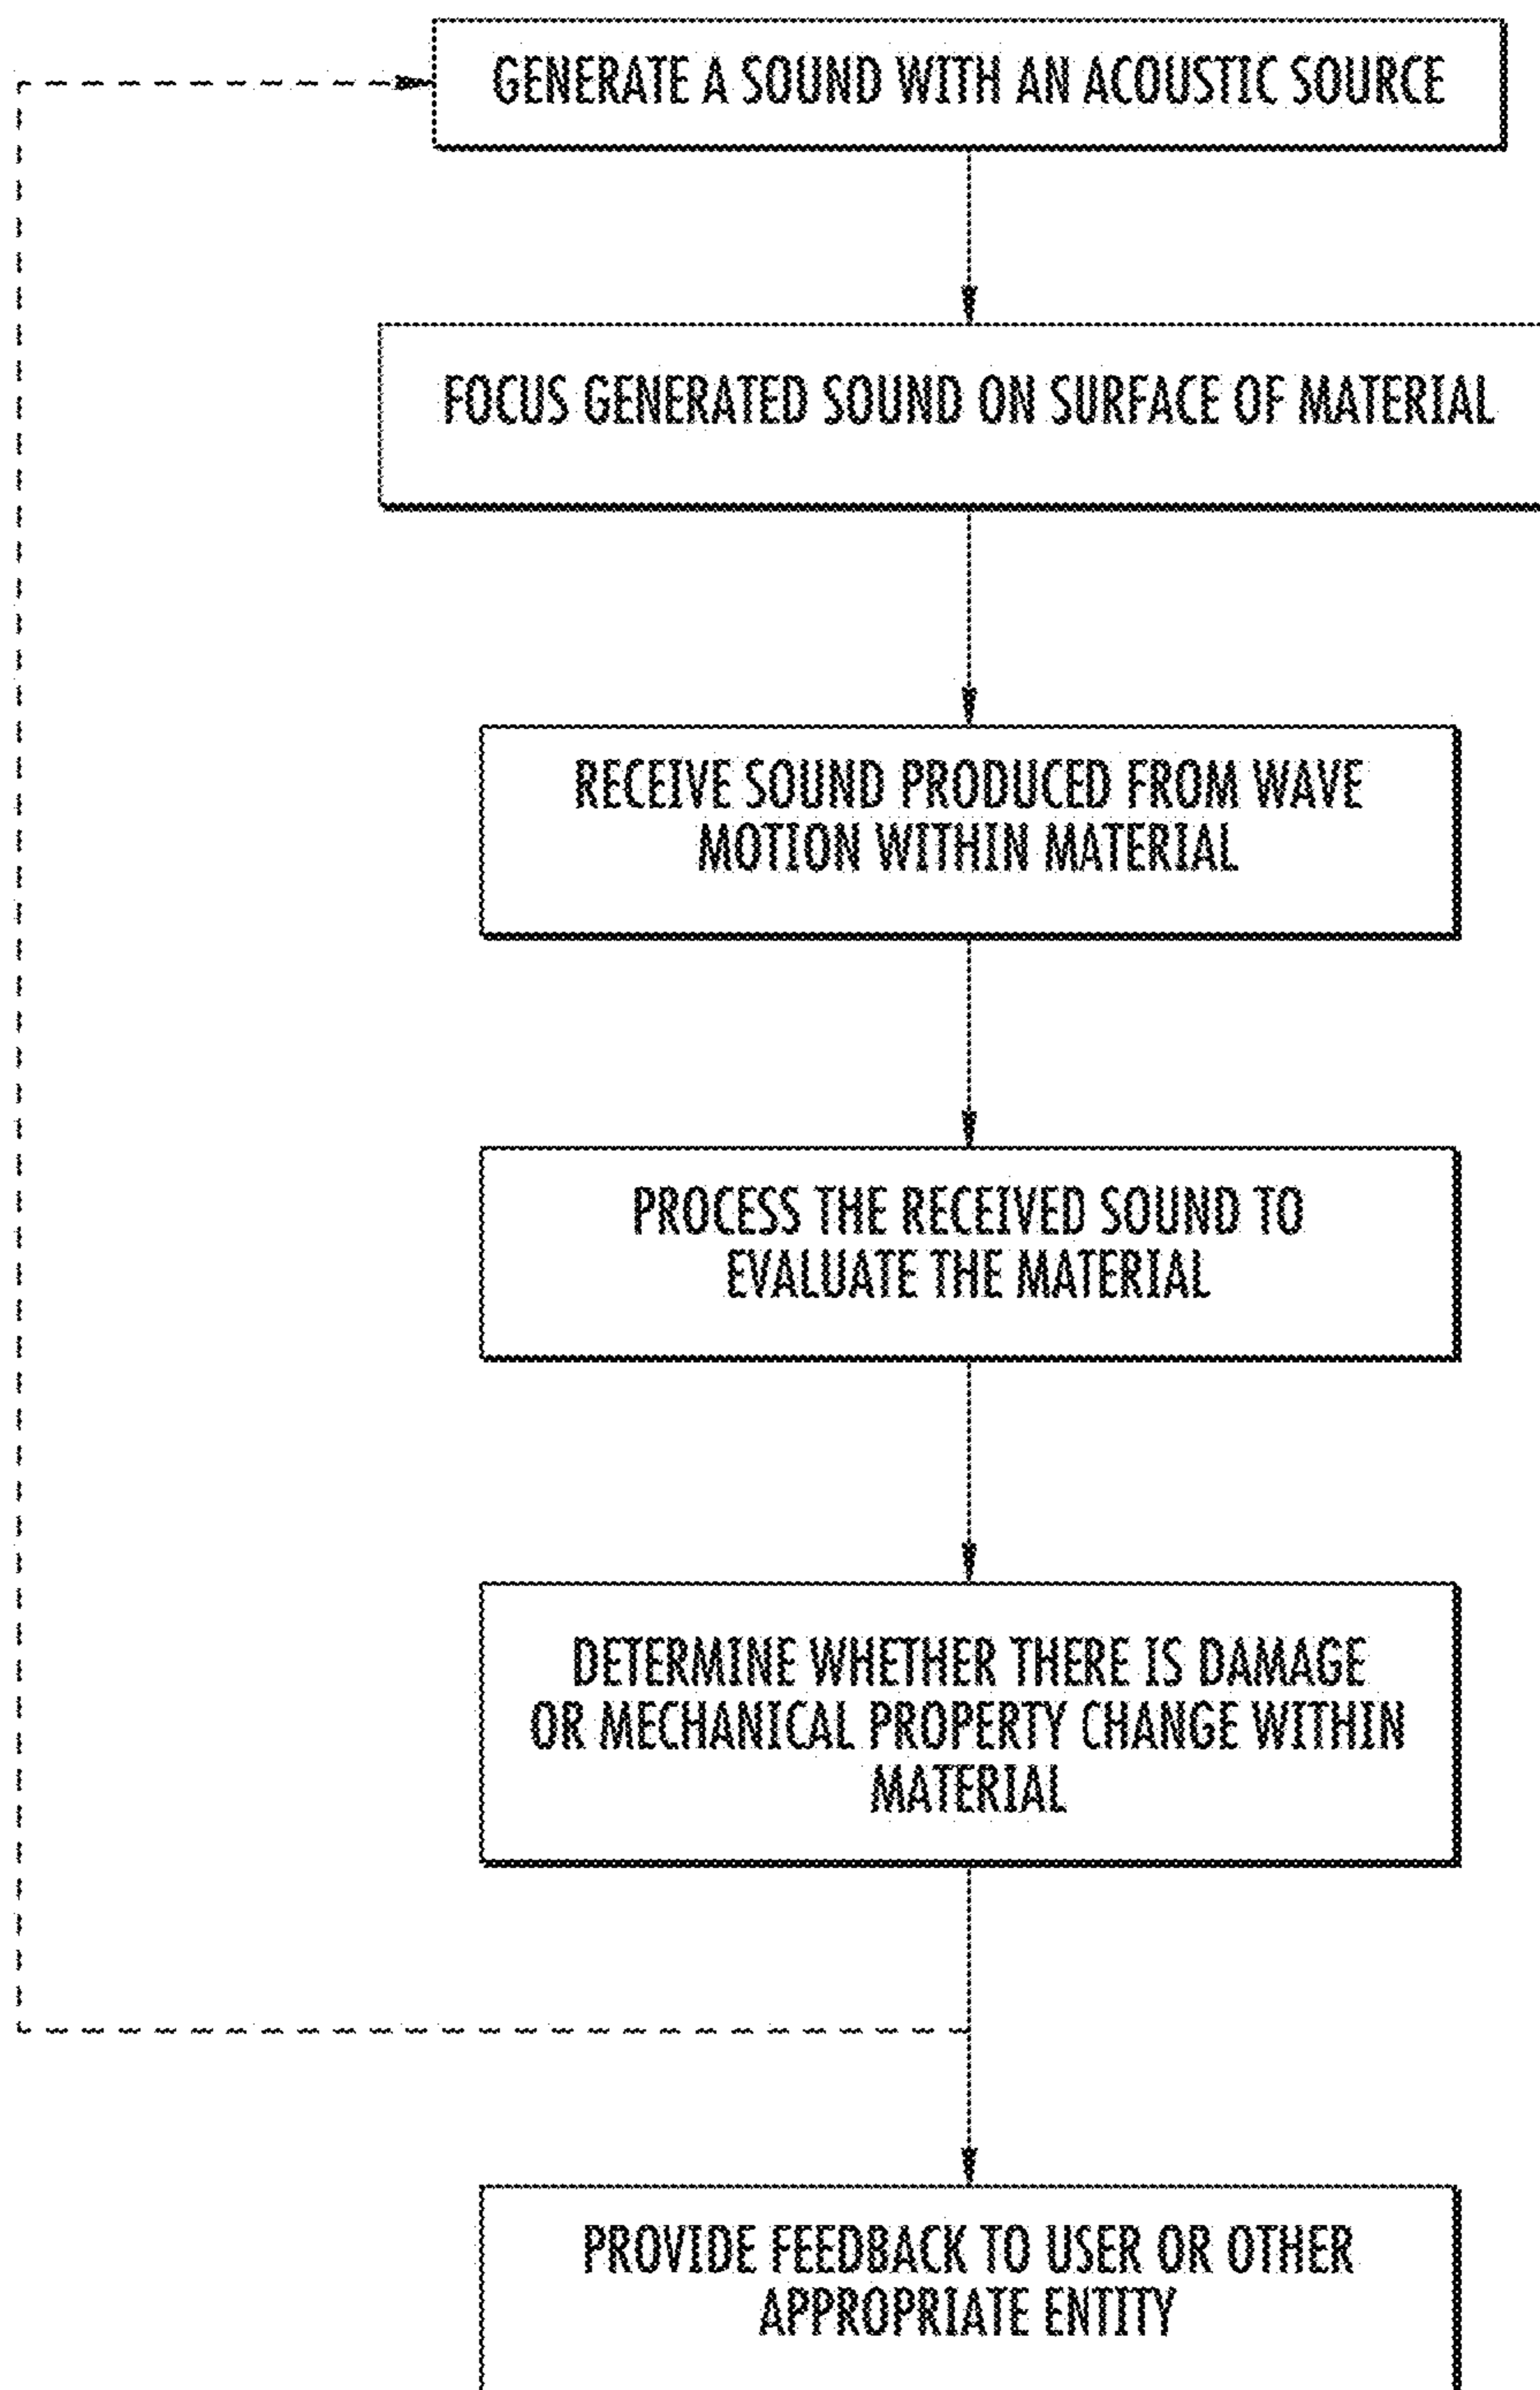 GENERATE A SOUND WITH AN ACOUSTIC SOURCE
FOCUS GENERATED SOUND ON SURFACE OF MATERIAL
RECEIVE SOUND PRODUCED FROM WAVE
MOTION WITHIN MATERIAL
PROCESS THE RECEIVED SOUND TO
EVALUATE THE MATERIAL
DETERMINE WHETHER THERE IS DAMAGE
OR MECHANICAL PROPERTY CHANGE WITHIN
MATERIAL
PROVIDE FEEDBACK TO USER OR OTHER
APPROPRIATE ENTITY